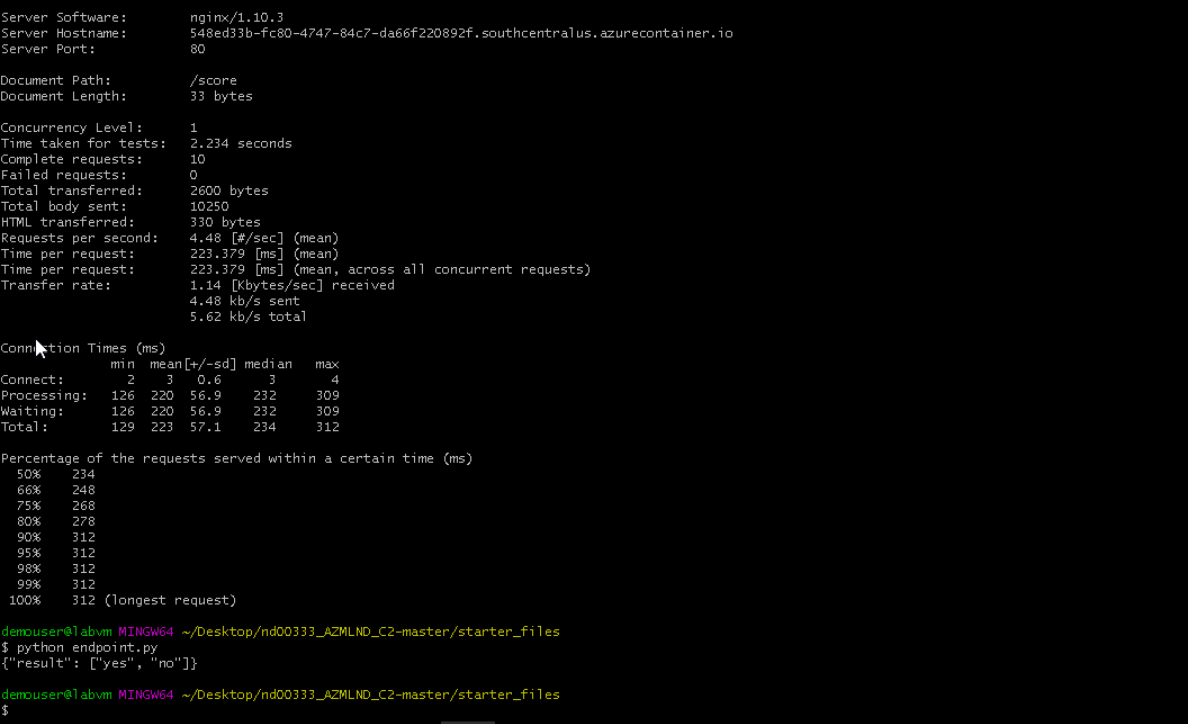 Server Software:        nginx/1.10.3
Server Hostname:        548ed33b-fc80-4747-84c7-da66f220892f.southcentralus.azurecontainer.io
Server Port:            80
Document Path:          /score
Document Length:        33 bytes
Concurrency Level:      1
Time taken for tests:   2.234 seconds
Complete requests:      10
Failed requests:        0
Total transferred:      2600 bytes
Total body sent:        10250
HTML transferred:       330 bytes
Requests per second:    4.48 [#/sec] (mean)
Time per request:       223.379 [ms] (mean)
Time per request:       223.379 [ms] (mean, across all concurrent requests)
Transfer rate:          1.14 [Kbytes/sec] received
                        4.48 kb/s sent
                        5.62 kb/s total
Connection Times (ms)
              min  mean[+/-sd] median   max
Connect:        2    3   0.6      3       4
Processing:   126  220  56.9    232     309
Waiting:      126  220  56.9    232     309
Total:        129  223  57.1    234     312
Percentage of the requests served within a certain time (ms)
  50%    234
  66%    248
  75%    268
  80%    278
  90%    312
  95%    312
  98%    312
  99%    312
 100%    312 (longest request)
demouser@labvm MINGW64 ~/Desktop/nd00333_AZMLND_C2-master/starter_files
$ python endpoint.py
{"result": ["yes", "no"]}
demouser@labvm MINGW64 ~/Desktop/nd00333_AZMLND_C2-master/starter_files
$